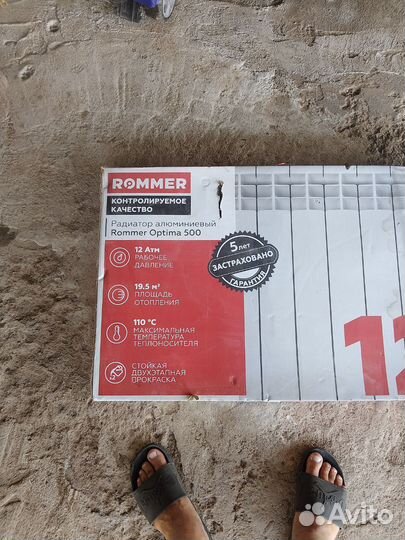 ROMMER
КОНТРОЛИРУЕМОЕ
КАЧЕСТВО
Радиатор алюминиевый
Rommer Optima 500
12 Атм
РАБОЧЕЕ
ДАВЛЕНИЕ
19.5 м²
ПЛОЩАДЬ
ОТОПЛЕНИЯ
110 °C
МАКСИМАЛЬНАЯ
ТЕМПЕРАТУРА
ТЕПЛОНОСИТЕЛЯ
СТОЙКАЯ
ДВУХЭТАПНАЯ
ПРОКРАСКА
5 лет
ЗАСТРАХОВАНО
ГАРАНТИЯ
12
Avito